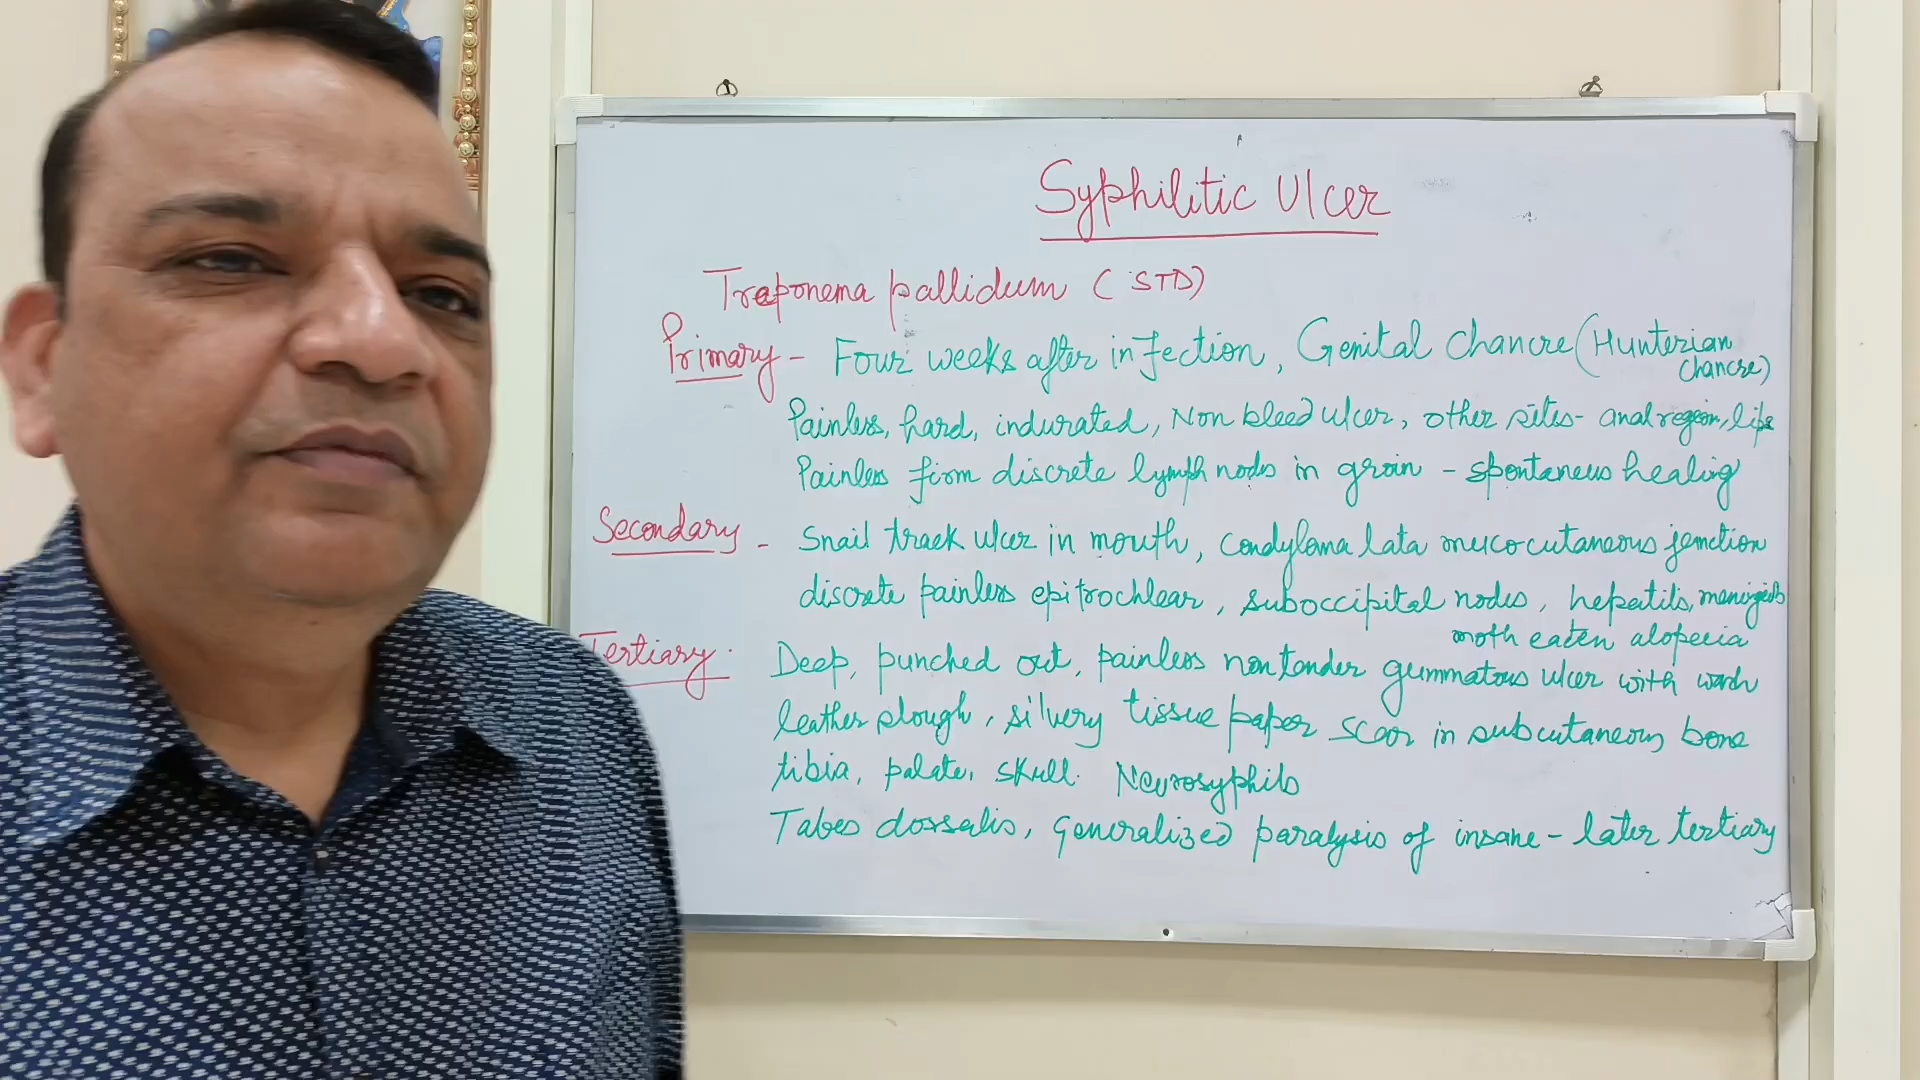 Syphilitic Ulcer
Treponema pallidum (STD)
Primary - Four weeks after infection, Genital Chancre (Hunterian
chancre)
Painless, hard, indurated, Non bleed ulcer, other sites - anal region, lips
Painless firm discrete lymph nodes in groin - spontaneus healing
Secondary - Snail track ulcer in mouth, condyloma lata mucocutaneous junction
discrete painless epitrochlear, suboccipital nodes, hepatitis, meningitis
moth eaten alopecia
Tertiary - Deep, punched out, painless non tender gummatous ulcer with wash
leather slough, silvery tissue paper scar in subcutaneous bone
tibia, palate, skull. Neurosyphilis
Tabes dorsalis, Generalized paralysis of insane - later tertiary